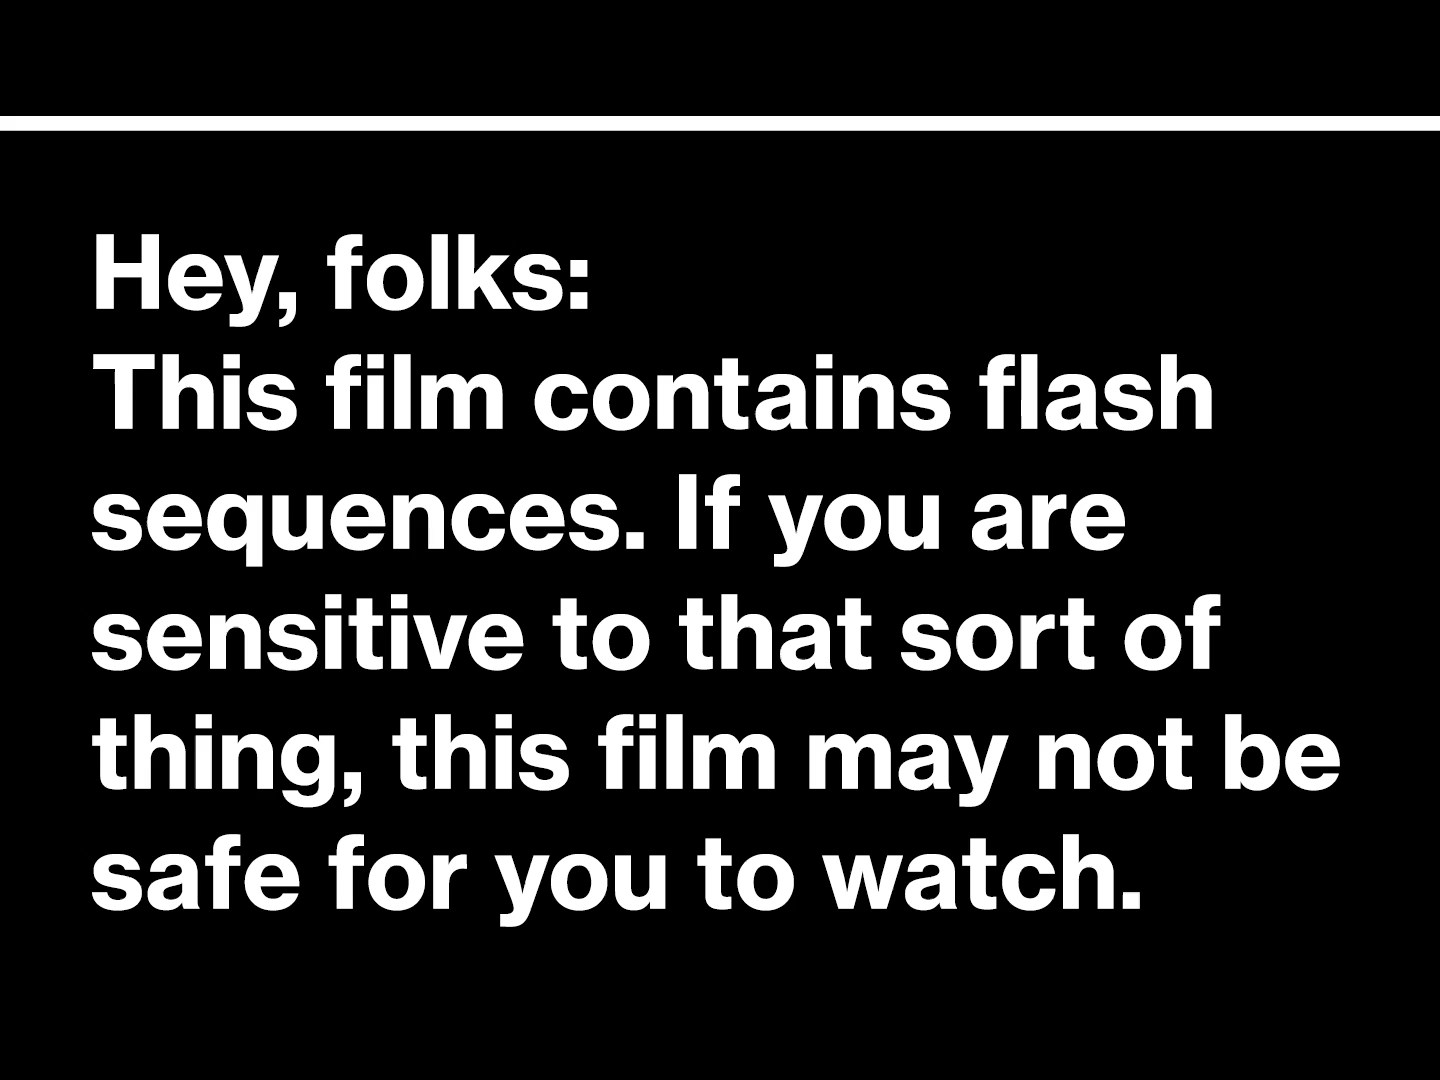 Hey, folks:
This film contains flash
sequences. If you are
sensitive to that sort of
thing, this film may not be
safe for you to watch.